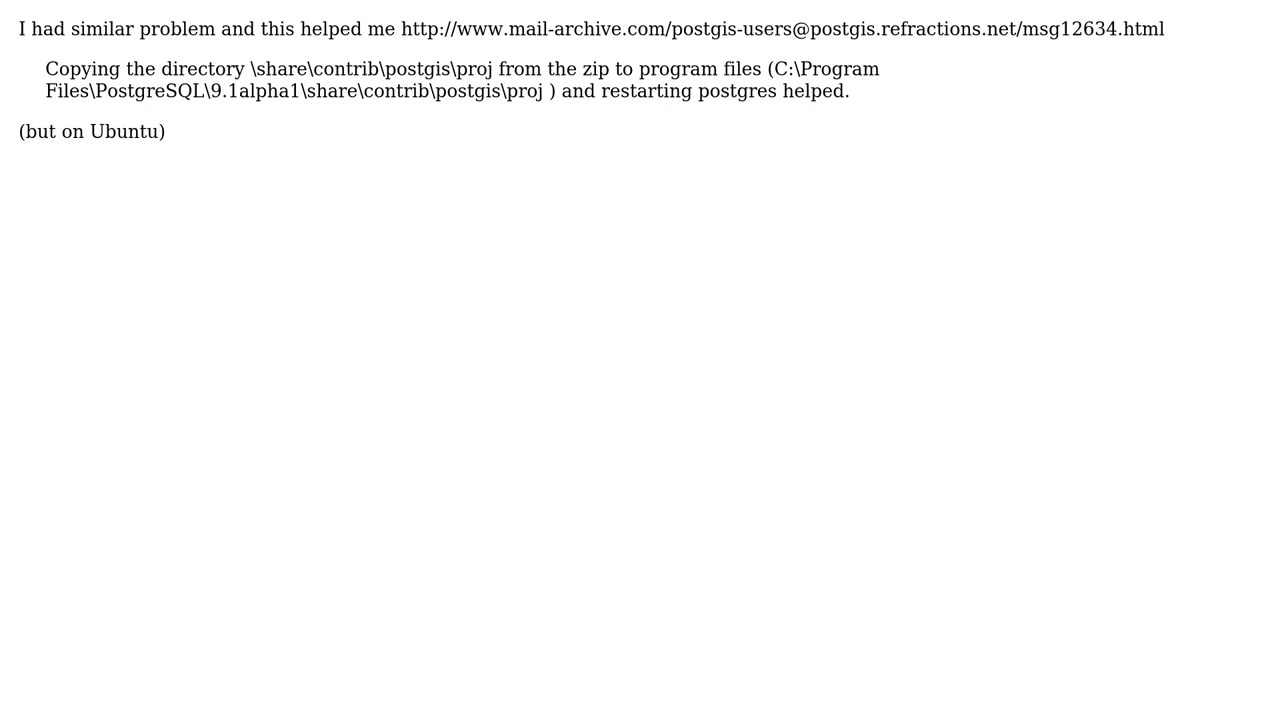 I had similar problem and this helped me http://www.mail-archive.com/postgis-users@postgis.refractions.net/msg12634.html
Copying the directory \share\contrib\postgis\proj from the zip to program files (C:\Program
Files\PostgreSQL\9.1alpha1\share\contrib\postgis\proj ) and restarting postgres helped.
(but on Ubuntu)